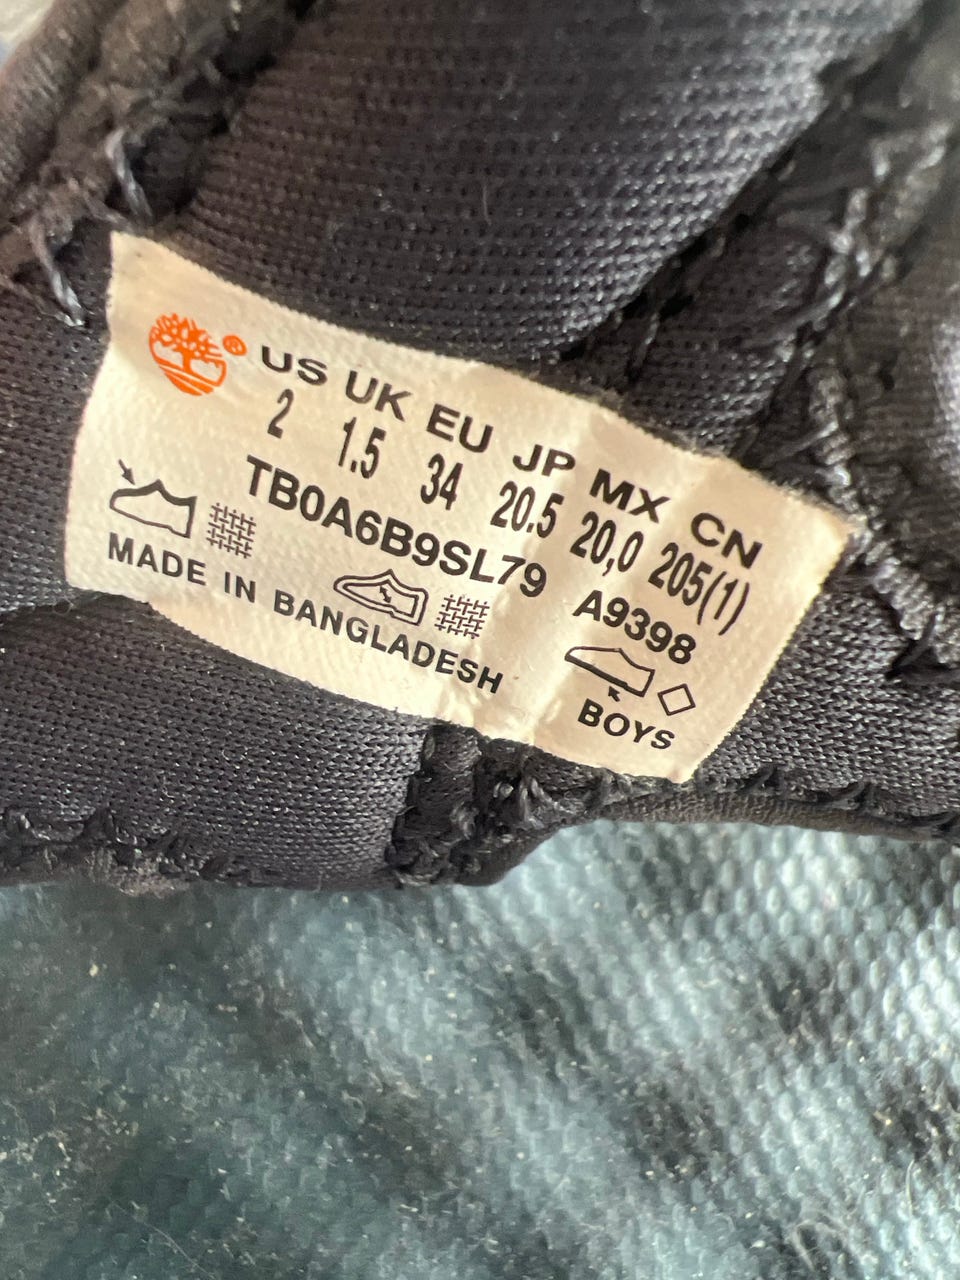 ® US UK EU JP MX CN
2 1.5 34 20.5 20,0 205(1)
TB0A6B9SL79 A9398
MADE IN BANGLADESH BOYS